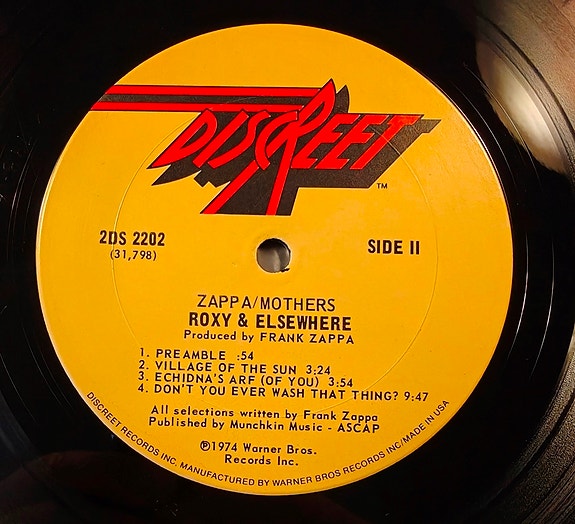 DISCREET
TM
2DS 2202
(31,798)
SIDE II
ZAPPA/MOTHERS
ROXY & ELSEWHERE
Produced by FRANK ZAPPA
1. PREAMBLE :54
2. VILLAGE OF THE SUN 3:24
3. ECHIDNA'S ARF (OF YOU) 3:54
4. DON'T YOU EVER WASH THAT THING? 9:47
All selections written by Frank Zappa
Published by Munchkin Music - ASCAP
℗1974 Warner Bros.
Records Inc.
DISCREET RECORDS INC. MANUFACTURED BY WARNER BROS RECORDS INC/MADE IN USA